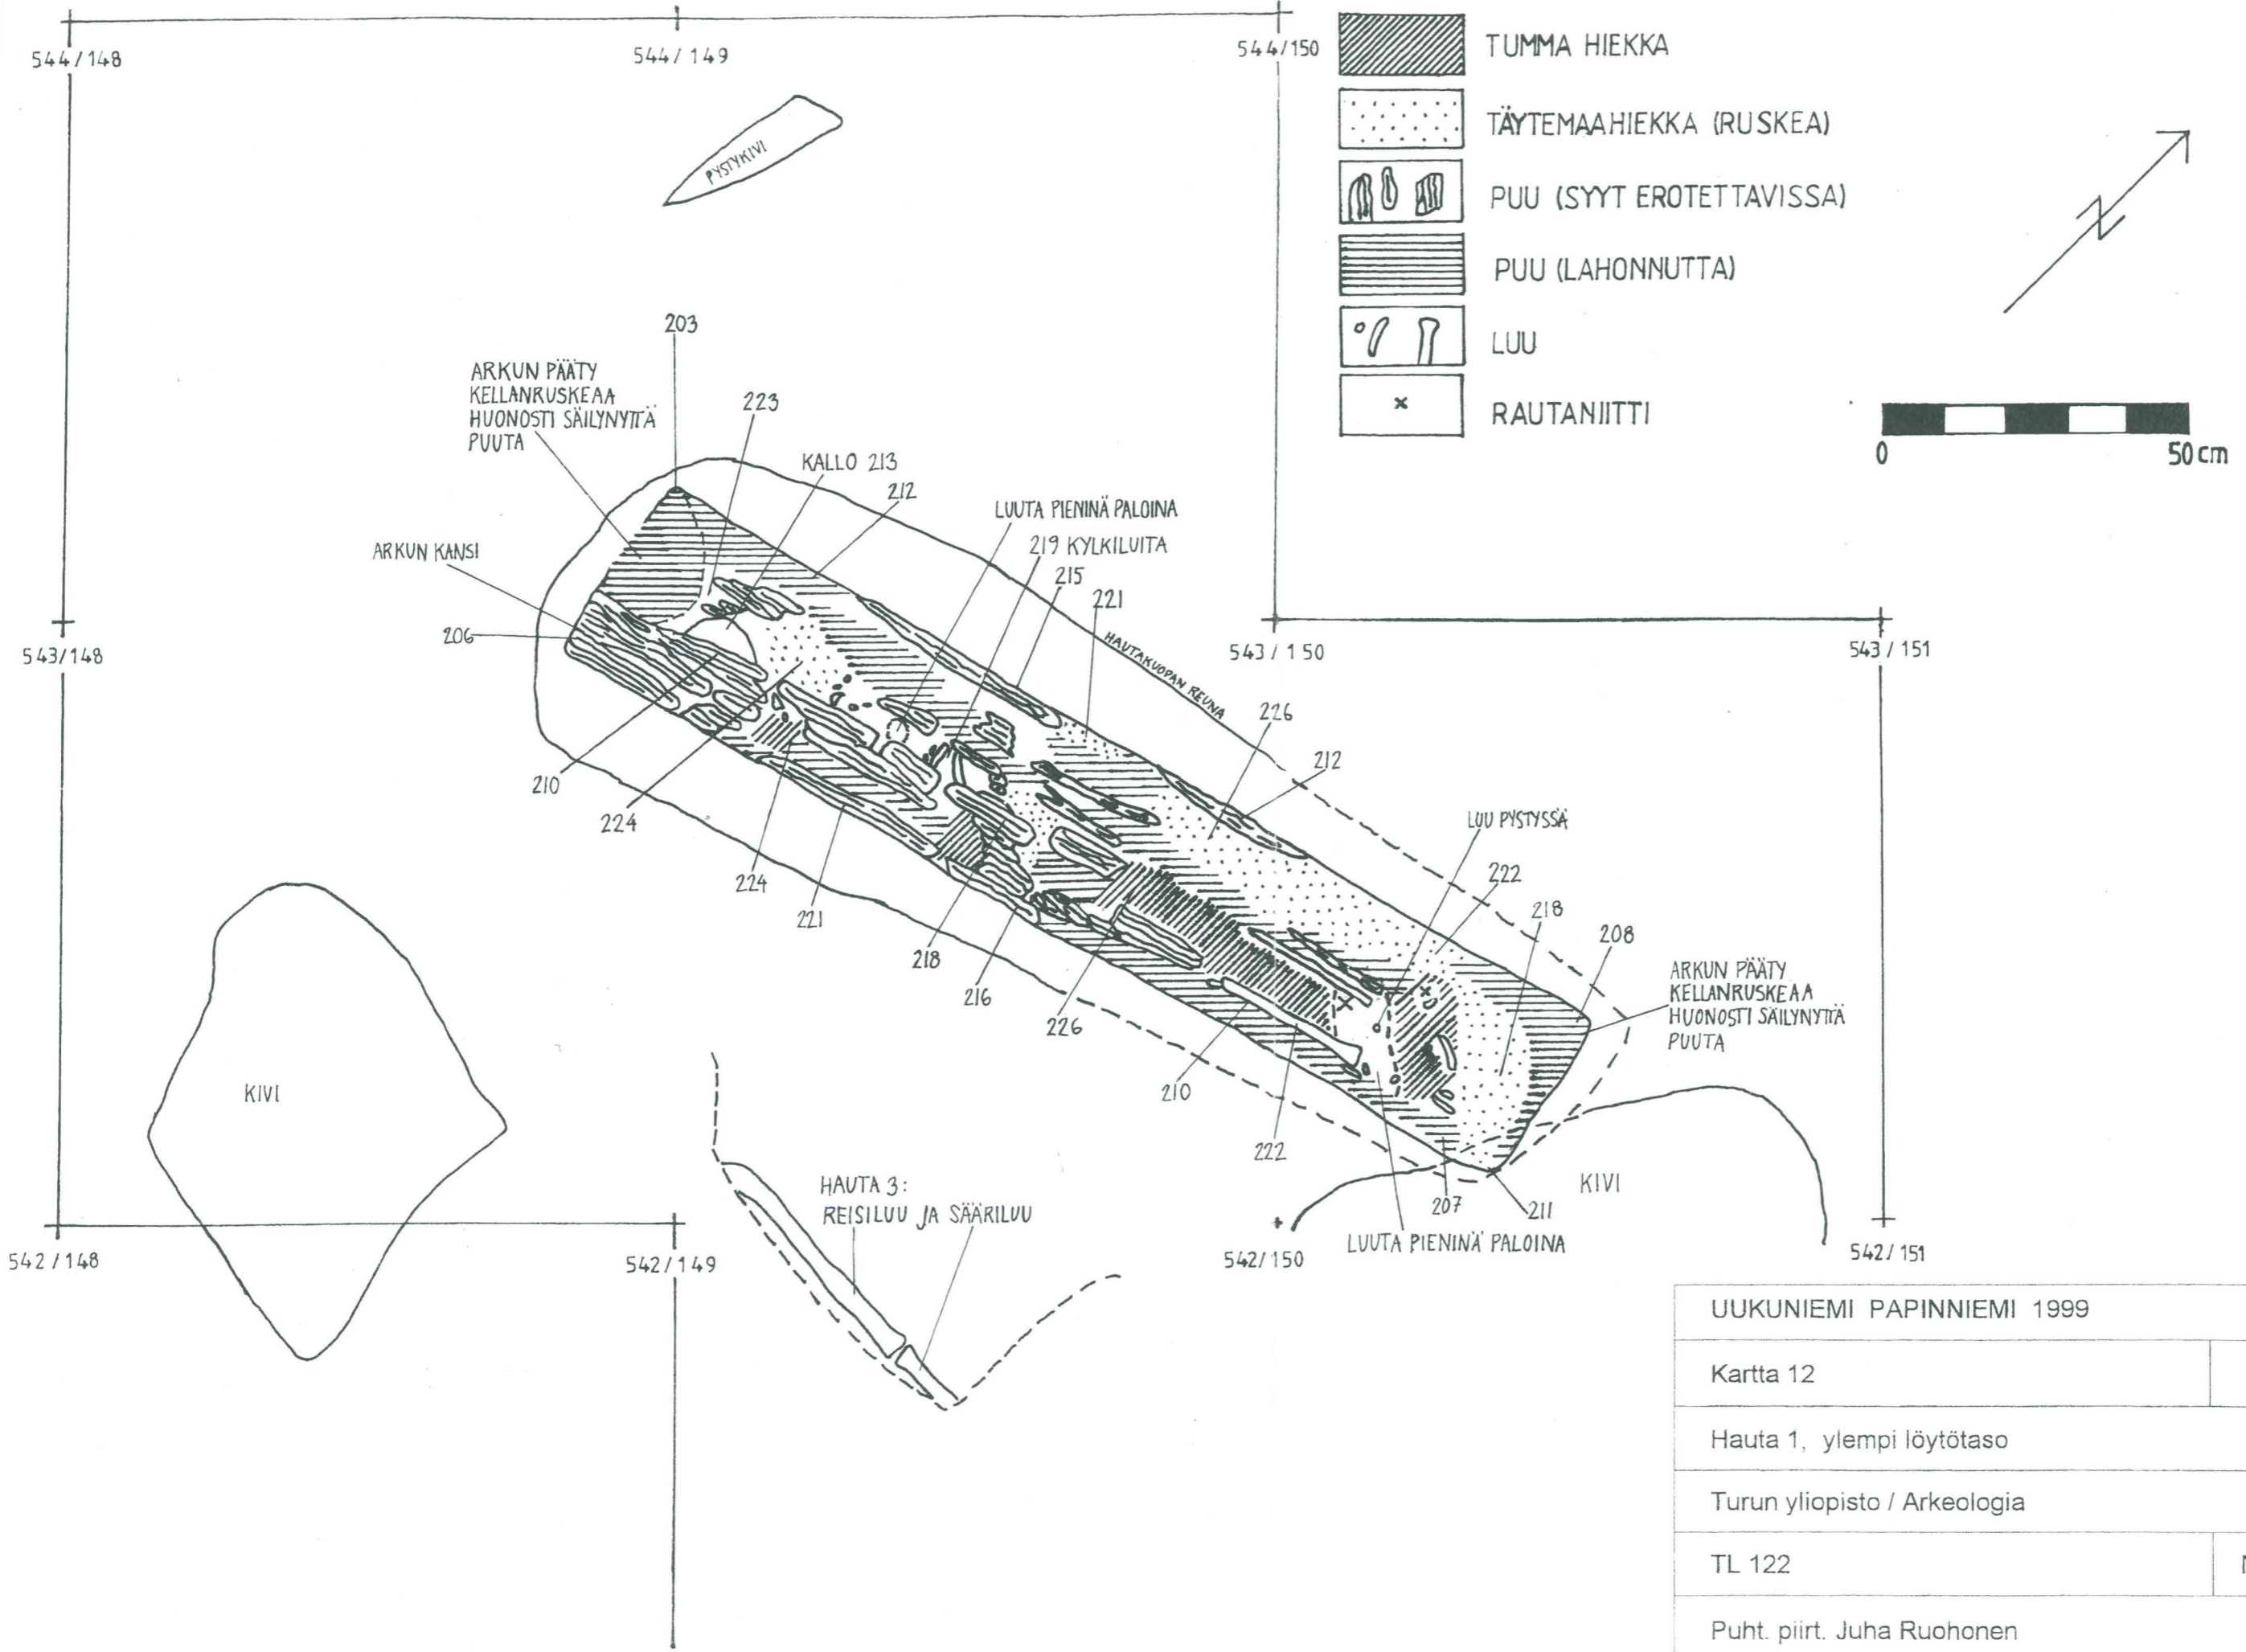 544/148
544/149
544/150
TUMMA HIEKKA
TÄYTEMAAHIEKKA (RUSKEA)
PUU (SYYT EROTETTAVISSA)
PUU (LAHONNUTTA)
LUU
RAUTANIITTI
0
50 cm
PYSTYKIVI
203
ARKUN PÄÄTY
KELLANRUSKEAA
HUONOSTI SÄILYNYTTÄ
PUUTA
223
KALLO 213
212
LUUTA PIENINÄ PALOINA
219 KYLKILUITA
215
221
ARKUN KANSI
206
HAUTAKUOPAN REUNA
543/148
543/150
543/151
226
212
210
224
224
221
218
216
226
LUU PYSTYSSÄ
222
218
208
ARKUN PÄÄTY
KELLANRUSKEAA
HUONOSTI SÄILYNYTTÄ
PUUTA
210
222
207
211
KIVI
KIVI
LUUTA PIENINÄ PALOINA
HAUTA 3:
REISILUU JA SÄÄRILUU
542/148
542/149
542/150
542/151
UUKUNIEMI PAPINNIEMI 1999
Kartta 12
Hauta 1, ylempi löytötaso
Turun yliopisto / Arkeologia
TL 122
Puht. piirt. Juha Ruohonen